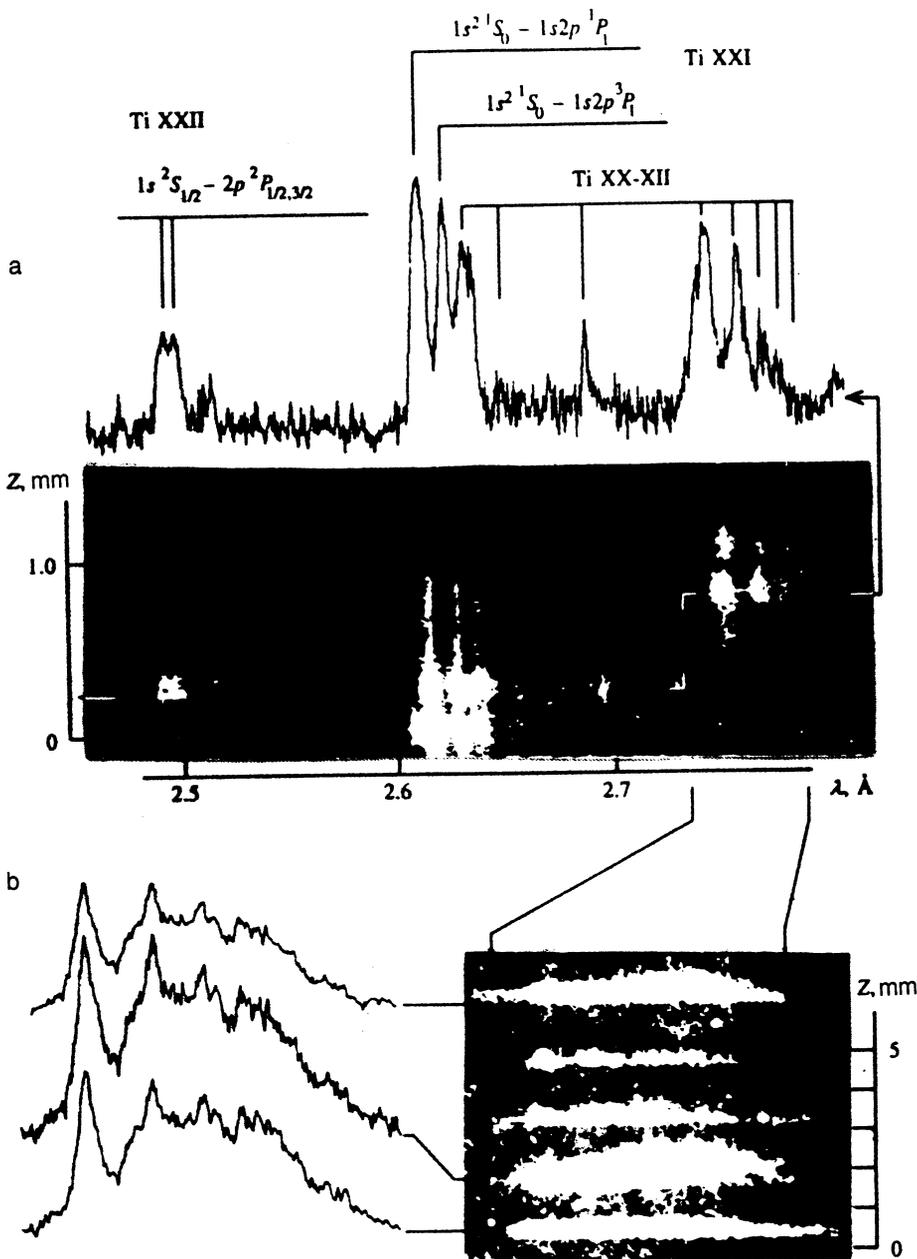 1s² ¹S₀ – 1s2p ¹P₁
Ti XXI
1s² ¹S₀ – 1s2p ³P₁
Ti XXII
Ti XX-XII
1s ²S₁/₂ – 2p ²P₁/₂,₃/₂
a
Z, mm
1.0
0
2.5
2.6
2.7
λ, Å
b
Z, mm
5
0